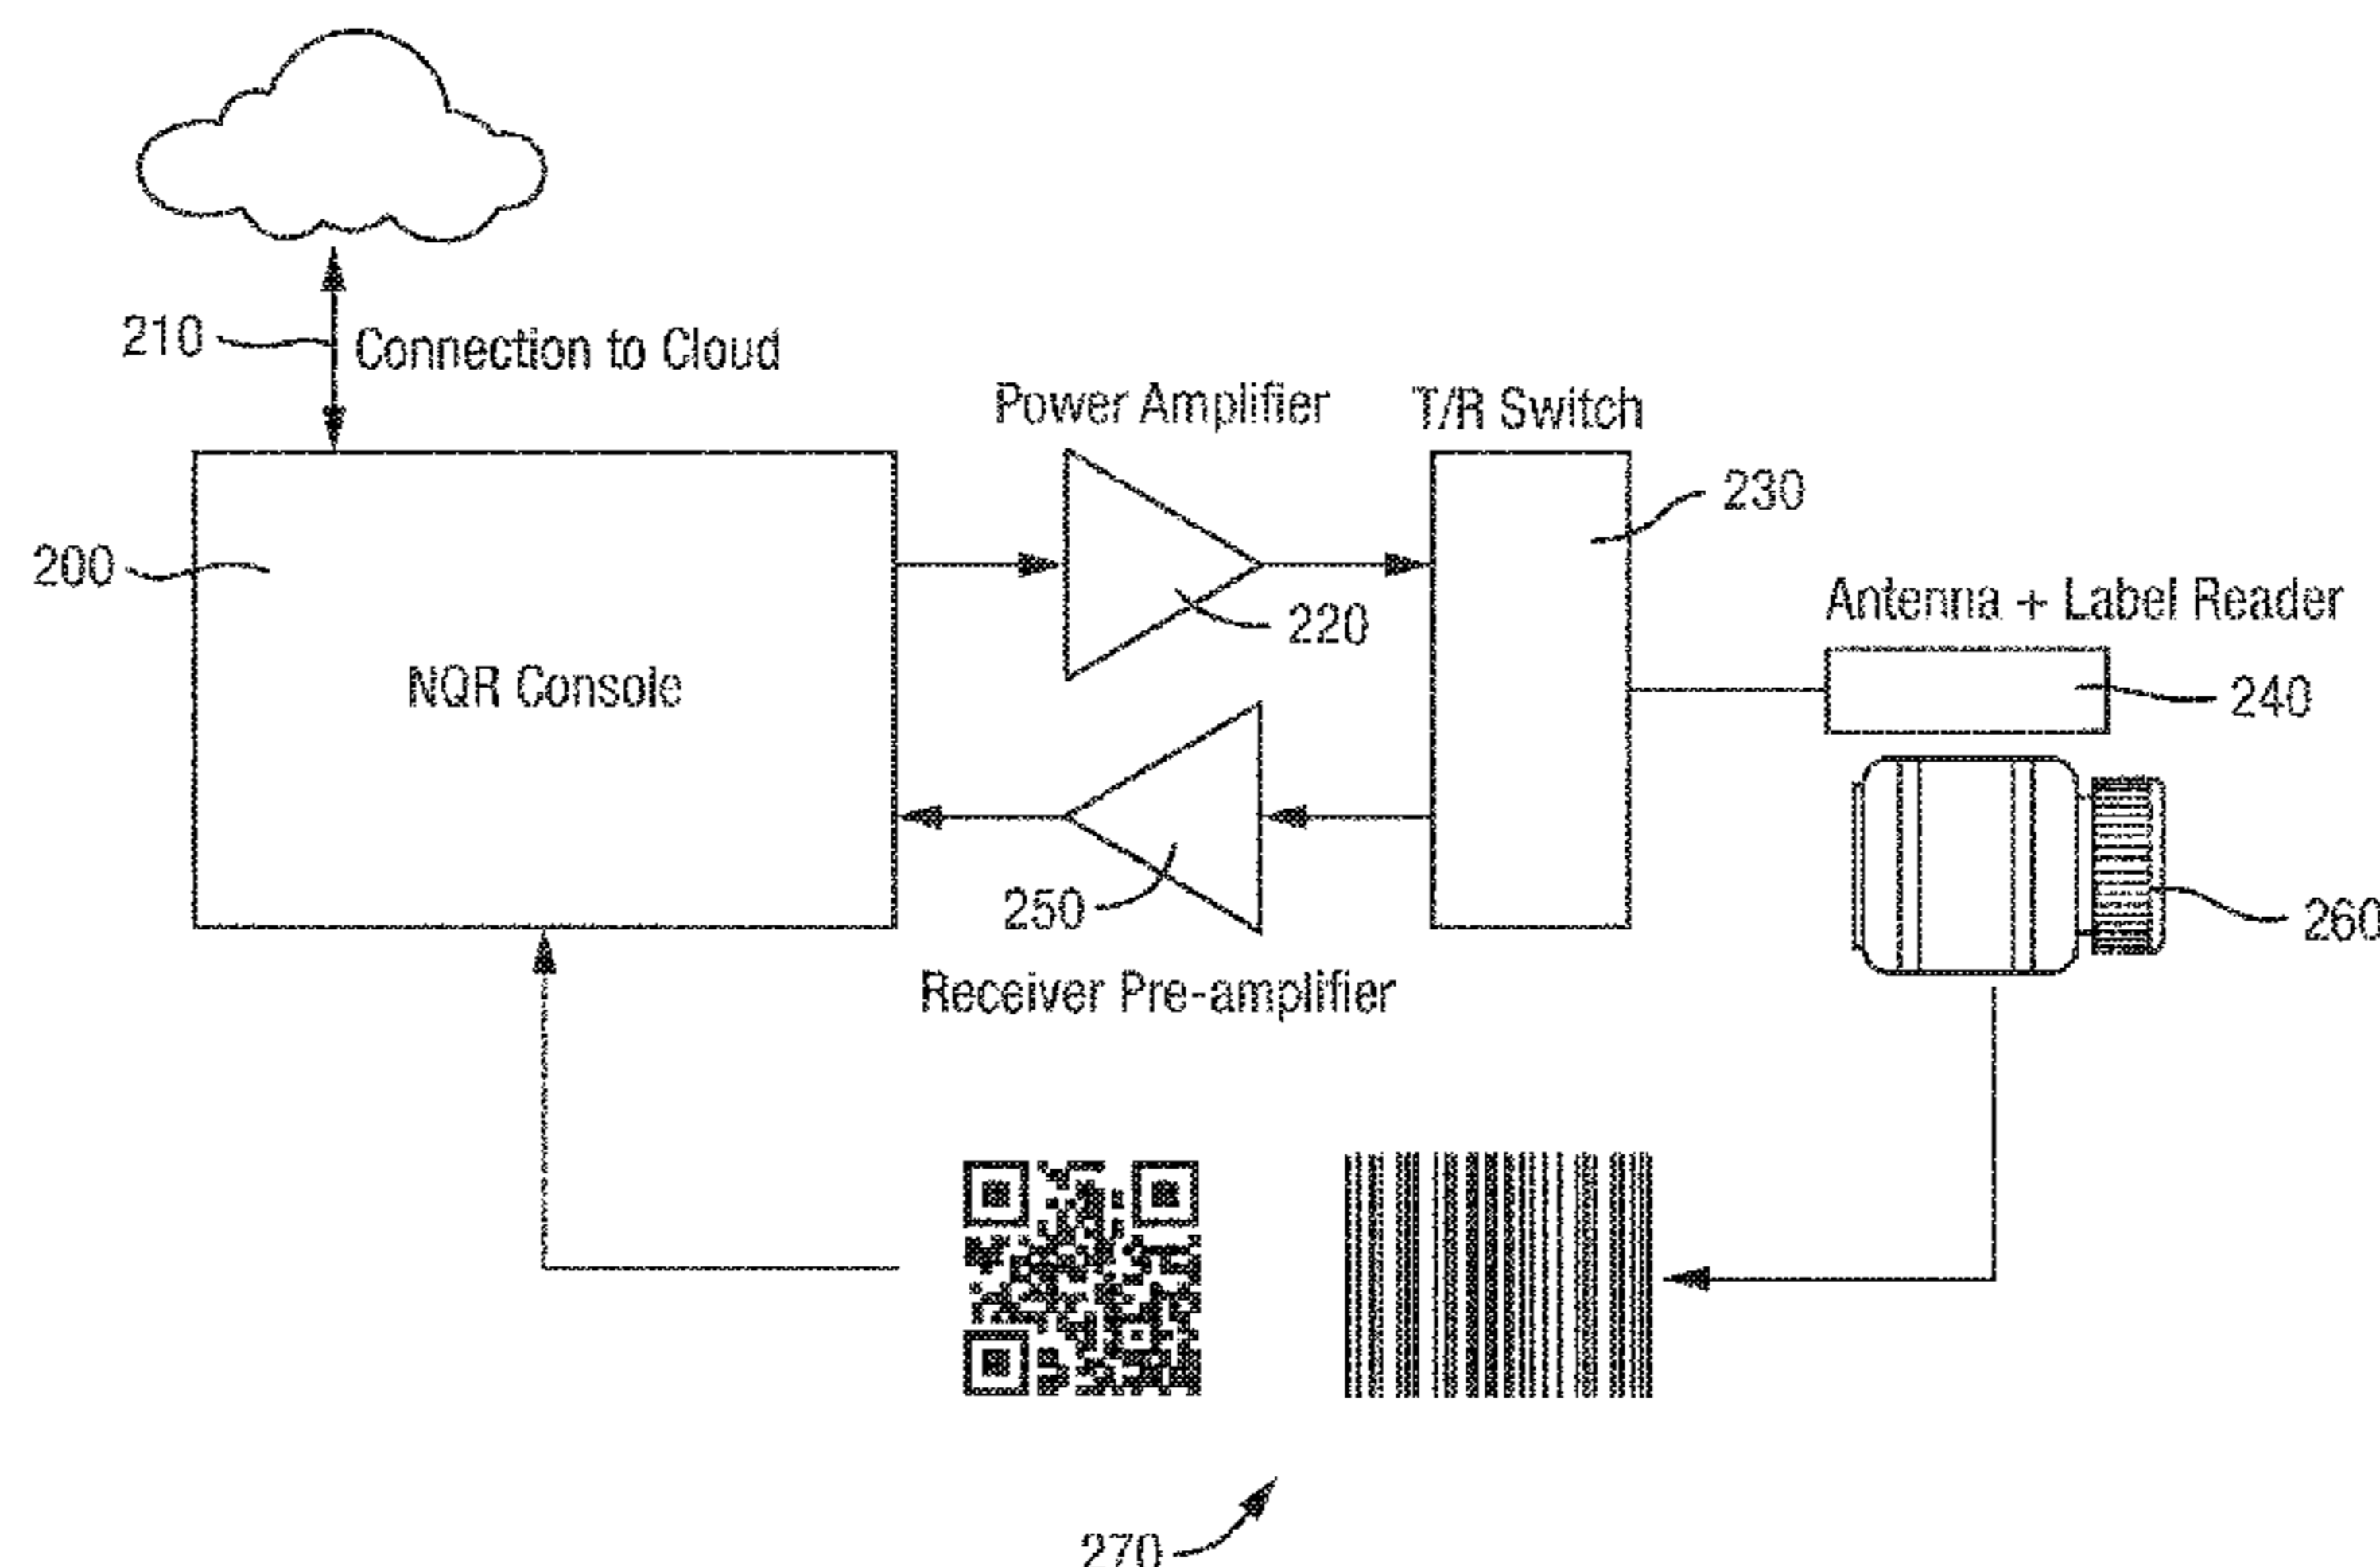 210
Connection to Cloud
Power Amplifier
T/R Switch
230
200
220
Antenna + Label Reader
NQR Console
240
250
260
Receiver Pre-amplifier
270